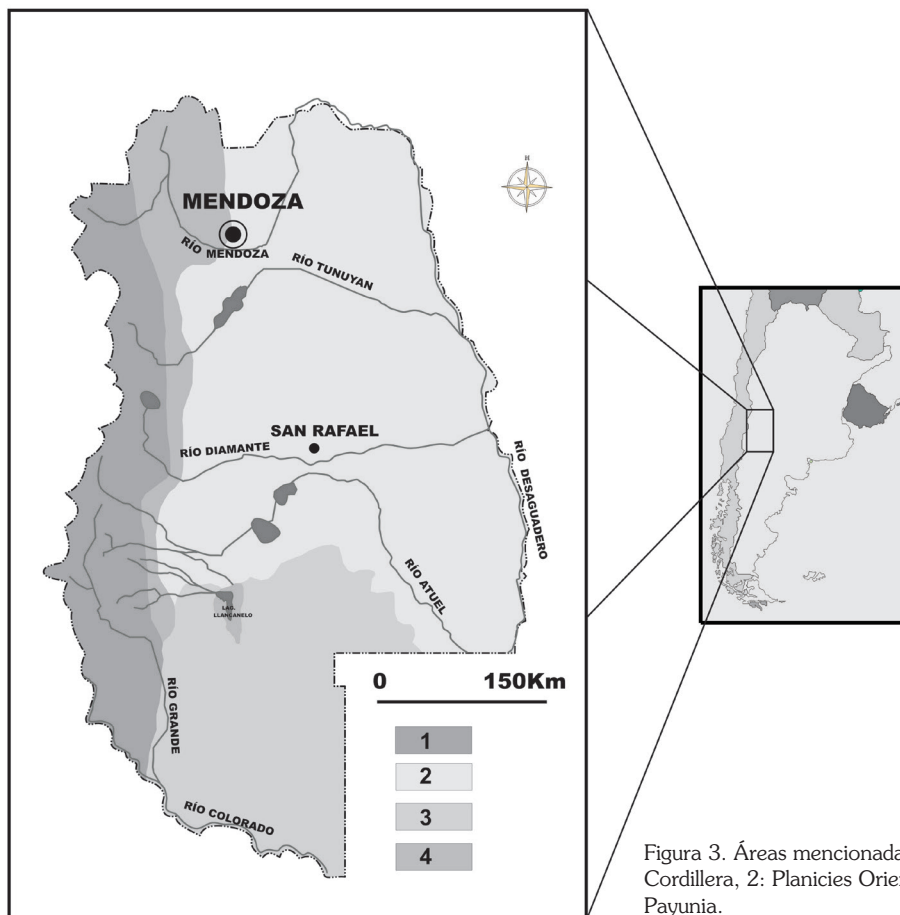 N
MENDOZA
RÍO MENDOZA
RÍO TUNUYAN
SAN RAFAEL
RÍO DIAMANTE
RÍO DESAGUADERO
RÍO ATUEL
LAG.
LLANCANELO
RÍO GRANDE
RÍO COLORADO
0 150Km
1
2
3
4
Figura 3. Áreas mencionada
Cordillera, 2: Planicies Orie
Payunia.